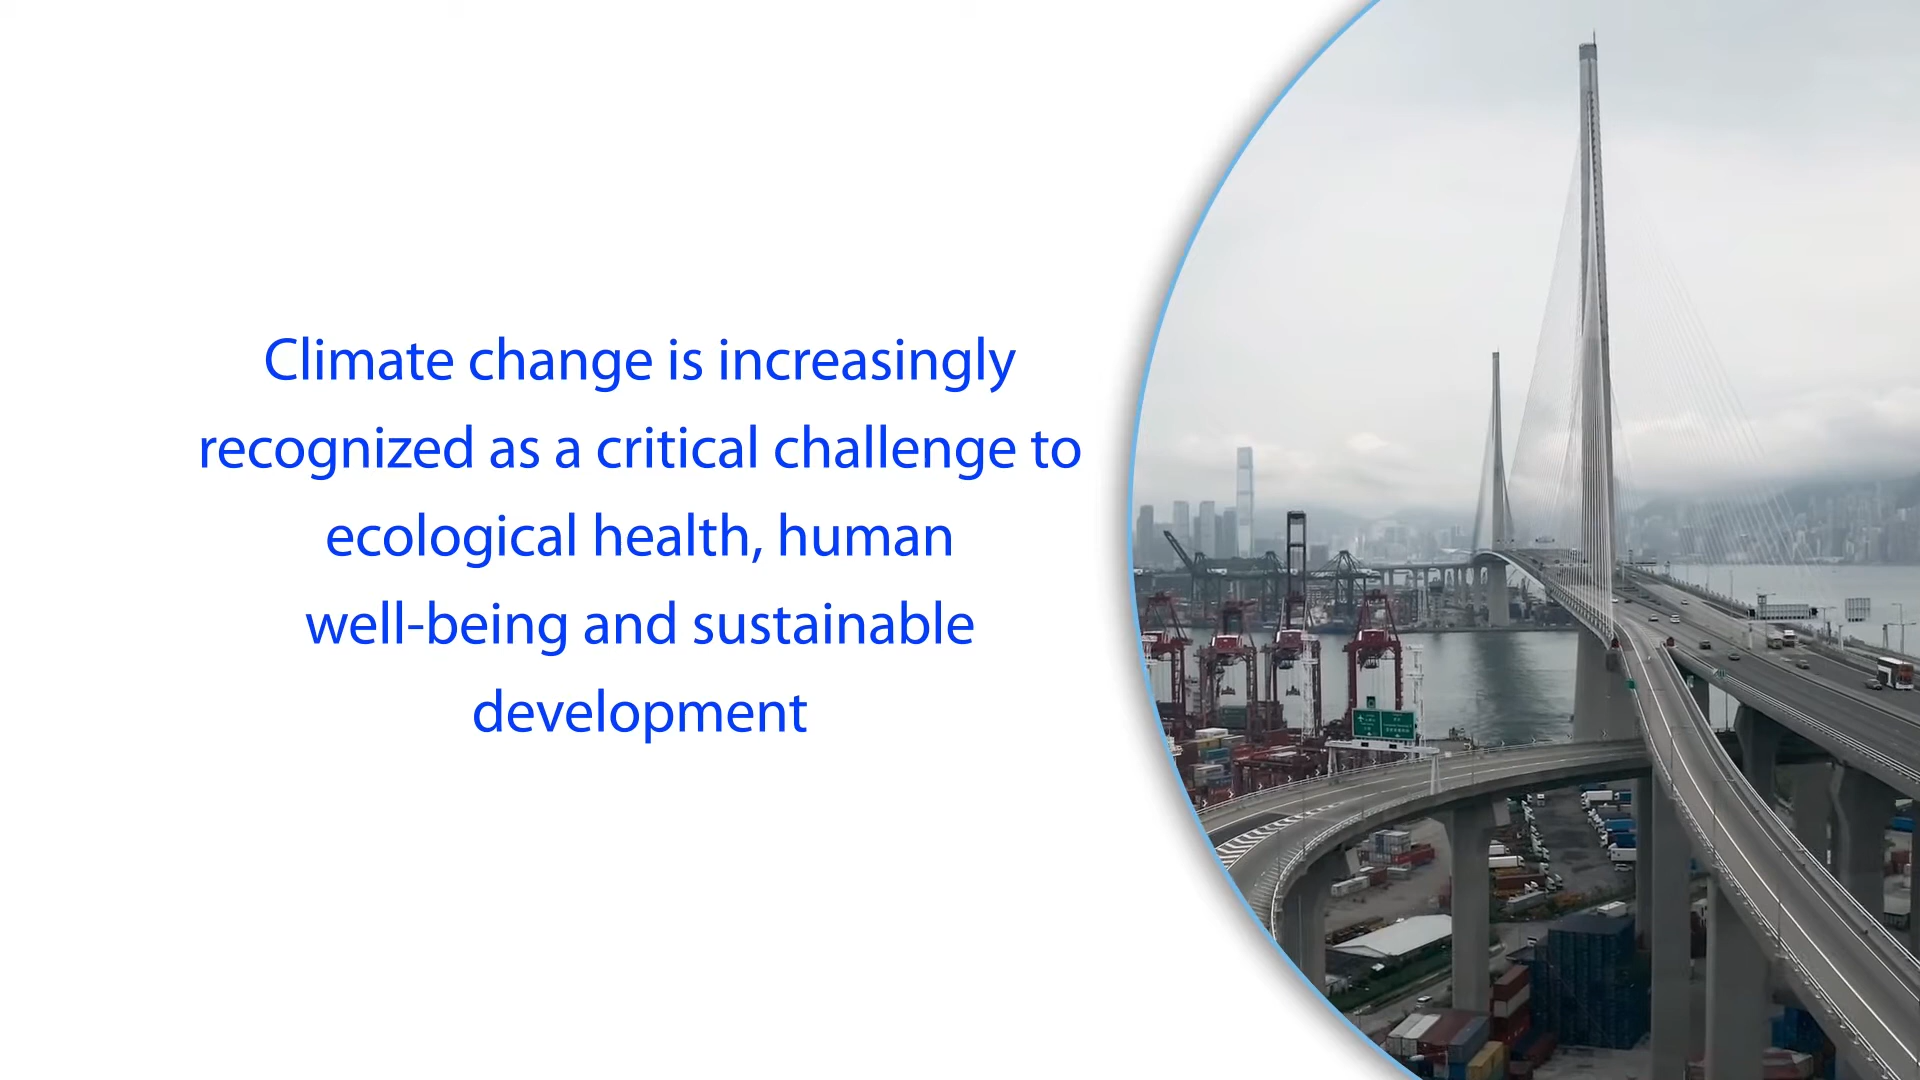 Climate change is increasingly
recognized as a critical challenge to
ecological health, human
well-being and sustainable
development